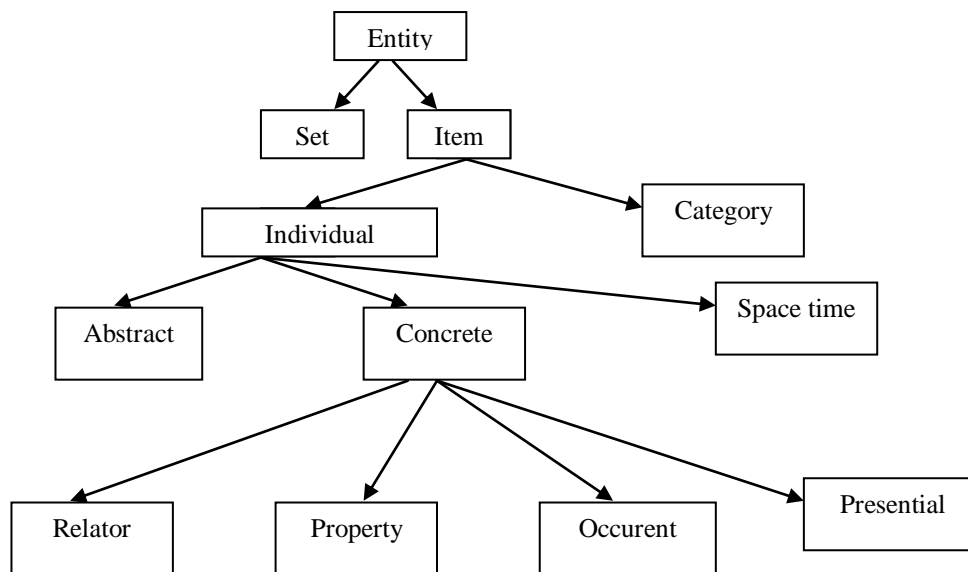 Entity
Set
Item
Category
Individual
Space time
Abstract
Concrete
Presential
Relator
Property
Occurent